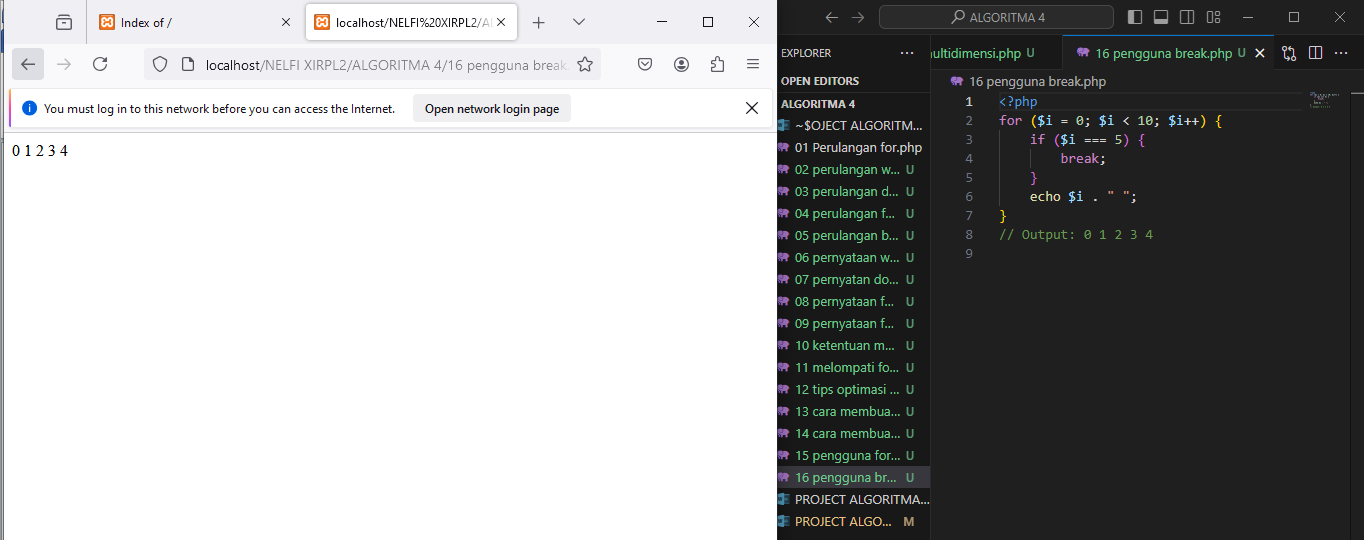 Index of /
localhost/NELFI%20XIRPL2/AL
localhost/NELFI XIRPL2/ALGORITMA 4/16 pengguna break.
You must log in to this network before you can access the Internet.
Open network login page
0 1 2 3 4
ALGORITMA 4
EXPLORER
OPEN EDITORS
ALGORITMA 4
~$OJECT ALGORITM...
01 Perulangan for.php
02 perulangan w... U
03 perulangan d... U
04 perulangan f... U
05 perulangan b... U
06 pernyataan w... U
07 pernyatan do... U
08 pernyataan f... U
09 pernyataan f... U
10 ketentuan m... U
11 melompati fo... U
12 tips optimasi ... U
13 cara membua... U
14 cara membua... U
15 pengguna for... U
16 pengguna br... U
PROJECT ALGORITMA...
PROJECT ALGO... M
ultidimensi.php U
16 pengguna break.php U
16 pengguna break.php
1 <?php
2 for ($i = 0; $i < 10; $i++) {
3 if ($i === 5) {
4 break;
5 }
6 echo $i . " ";
7 }
8 // Output: 0 1 2 3 4
9